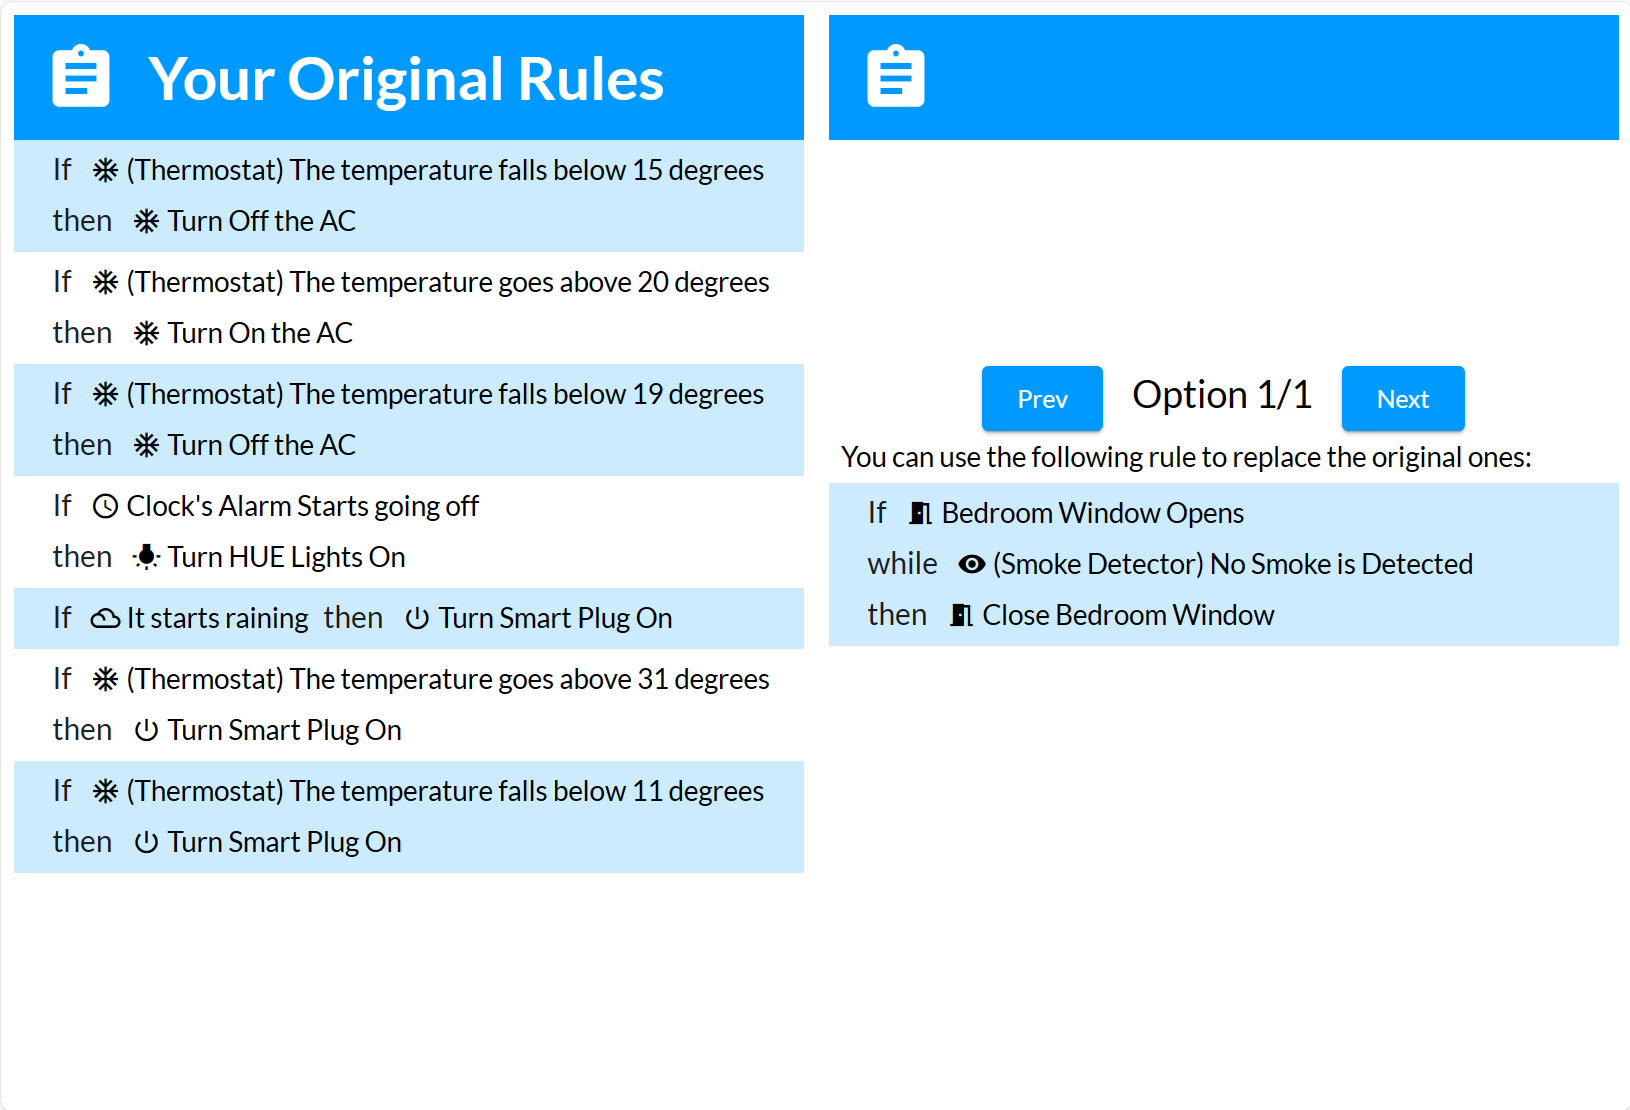 Your Original Rules
If (Thermostat) The temperature falls below 15 degrees
then Turn Off the AC
If (Thermostat) The temperature goes above 20 degrees
then Turn On the AC
If (Thermostat) The temperature falls below 19 degrees
then Turn Off the AC
If Clock's Alarm Starts going off
then Turn HUE Lights On
If It starts raining then Turn Smart Plug On
If (Thermostat) The temperature goes above 31 degrees
then Turn Smart Plug On
If (Thermostat) The temperature falls below 11 degrees
then Turn Smart Plug On
Prev Option 1/1 Next
You can use the following rule to replace the original ones:
If Bedroom Window Opens
while (Smoke Detector) No Smoke is Detected
then Close Bedroom Window